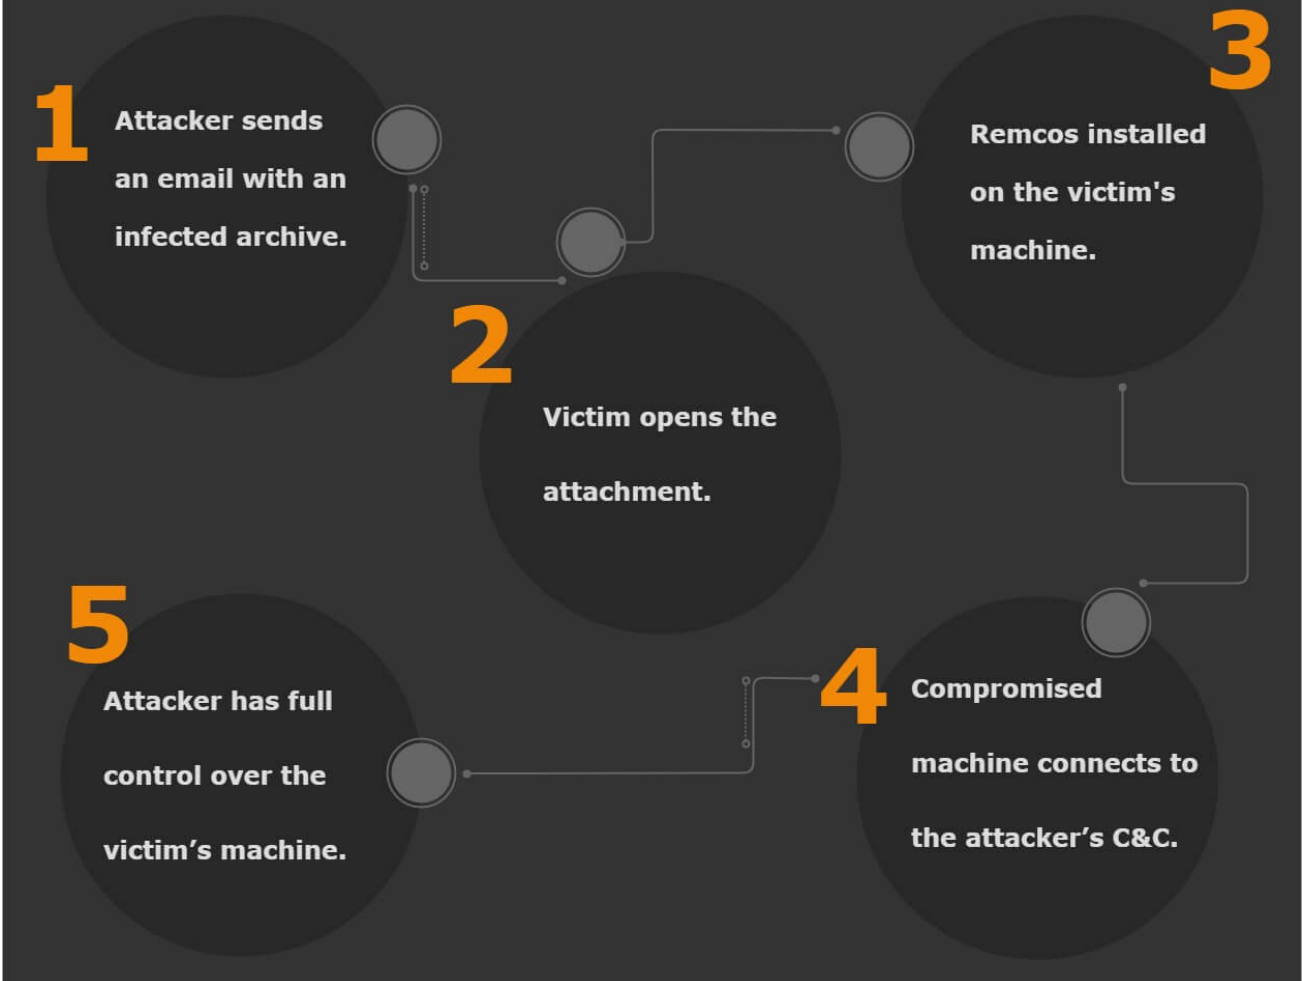 1
Attacker sends
an email with an
infected archive.
2
Victim opens the
attachment.
3
Remcos installed
on the victim's
machine.
4
Compromised
machine connects to
the attacker’s C&C.
5
Attacker has full
control over the
victim’s machine.